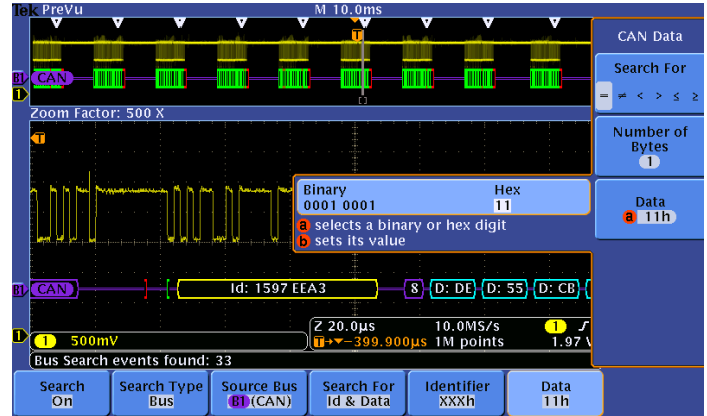 Tek PreVu M 10.0ms
CAN Data
T
Search For
= ≠ < > ≤ ≥
B1 CAN
1
Zoom Factor: 500 X
Number of
Bytes
1
T
Binary Hex
0001 0001 11
Data
a 11h
a selects a binary or hex digit
b sets its value
B1 CAN Id: 1597 EEA3 8 D: DE D: 55 D: CB
Z 20.0µs 10.0MS/s 1
1 1 500mV T→▼-399.900µs 1M points 1.97 V
Bus Search events found: 33
Search
On
Search Type
Bus
Source Bus
B1 (CAN)
Search For
Id & Data
Identifier
XXXh
Data
11h